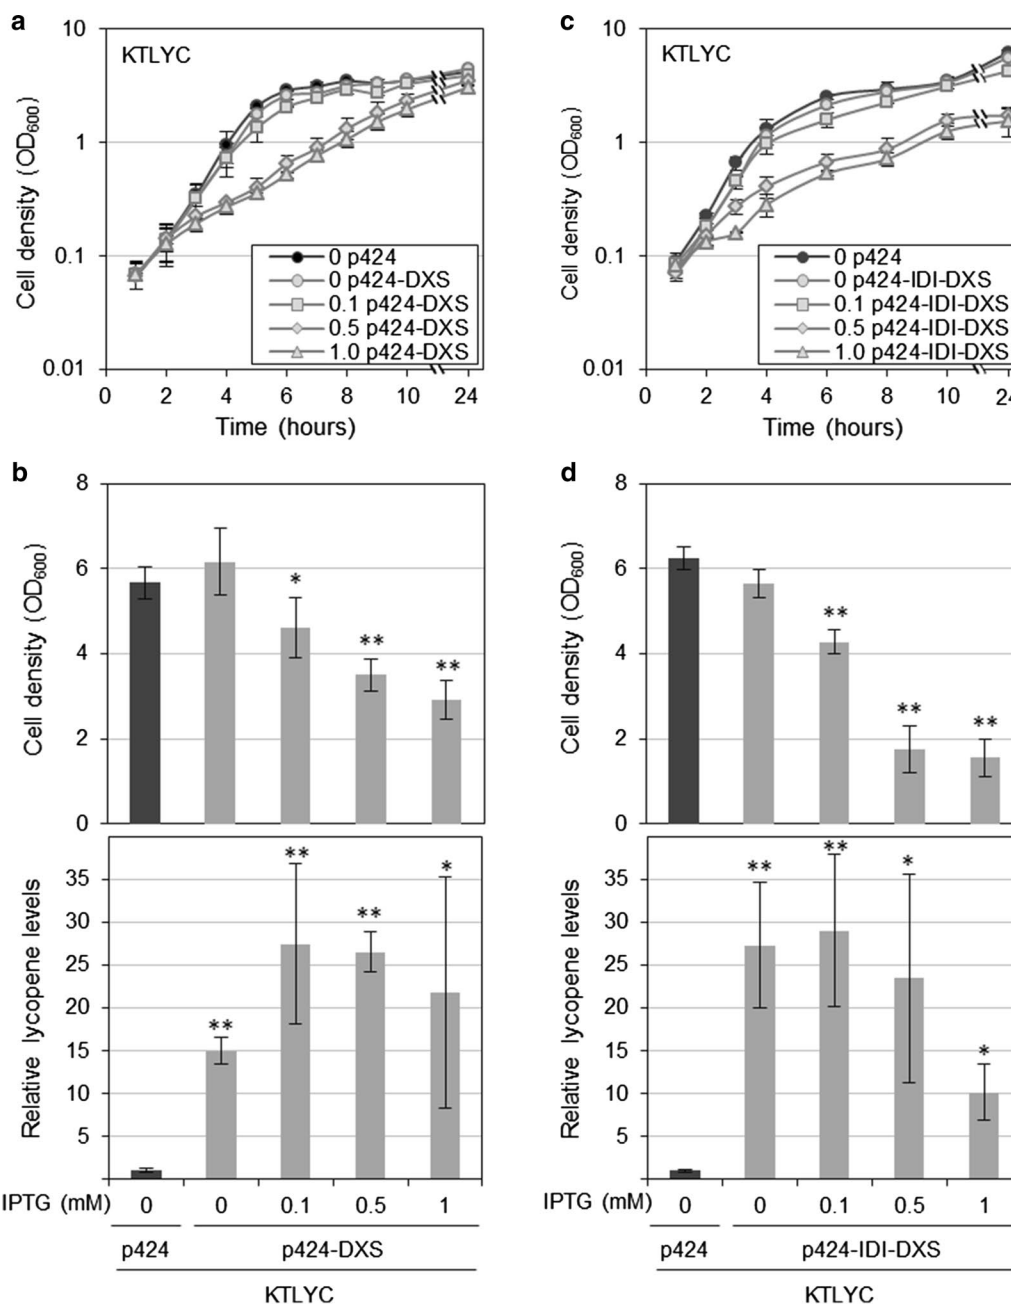 a
KTLYC
Cell density (OD600)
10
1
0.1
0.01
0 p424
0 p424-DXS
0.1 p424-DXS
0.5 p424-DXS
1.0 p424-DXS
0 2 4 6 8 10 24
Time (hours)
c
KTLYC
Cell density (OD600)
10
1
0.1
0.01
0 p424
0 p424-IDI-DXS
0.1 p424-IDI-DXS
0.5 p424-IDI-DXS
1.0 p424-IDI-DXS
0 2 4 6 8 10 24
Time (hours)
b
Cell density (OD600)
8
6
4
2
0
* ** **
Relative lycopene levels
35
30
25
20
15
10
5
** ** ** *
IPTG (mM) 0 0 0.1 0.5 1
p424 p424-DXS
KTLYC
d
Cell density (OD600)
8
6
4
2
0
** ** **
Relative lycopene levels
35
30
25
20
15
10
5
** ** * *
0 0 0.1 0.5 1
p424 p424-IDI-DXS
KTLYC